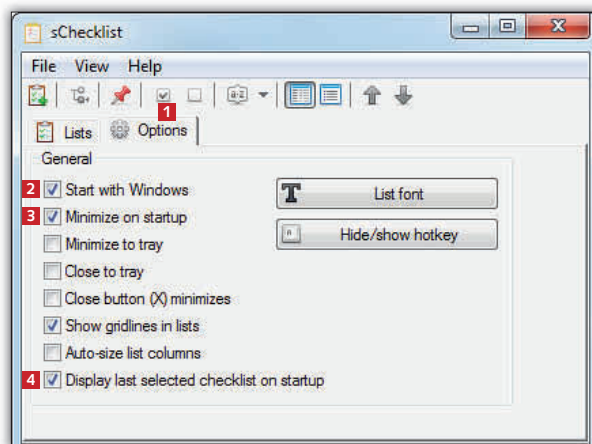 sChecklist
File View Help
a-z
1
Lists Options
General
2 Start with Windows
T List font
3 Minimize on startup
Hide/show hotkey
Minimize to tray
Close to tray
Close button (X) minimizes
Show gridlines in lists
Auto-size list columns
4 Display last selected checklist on startup